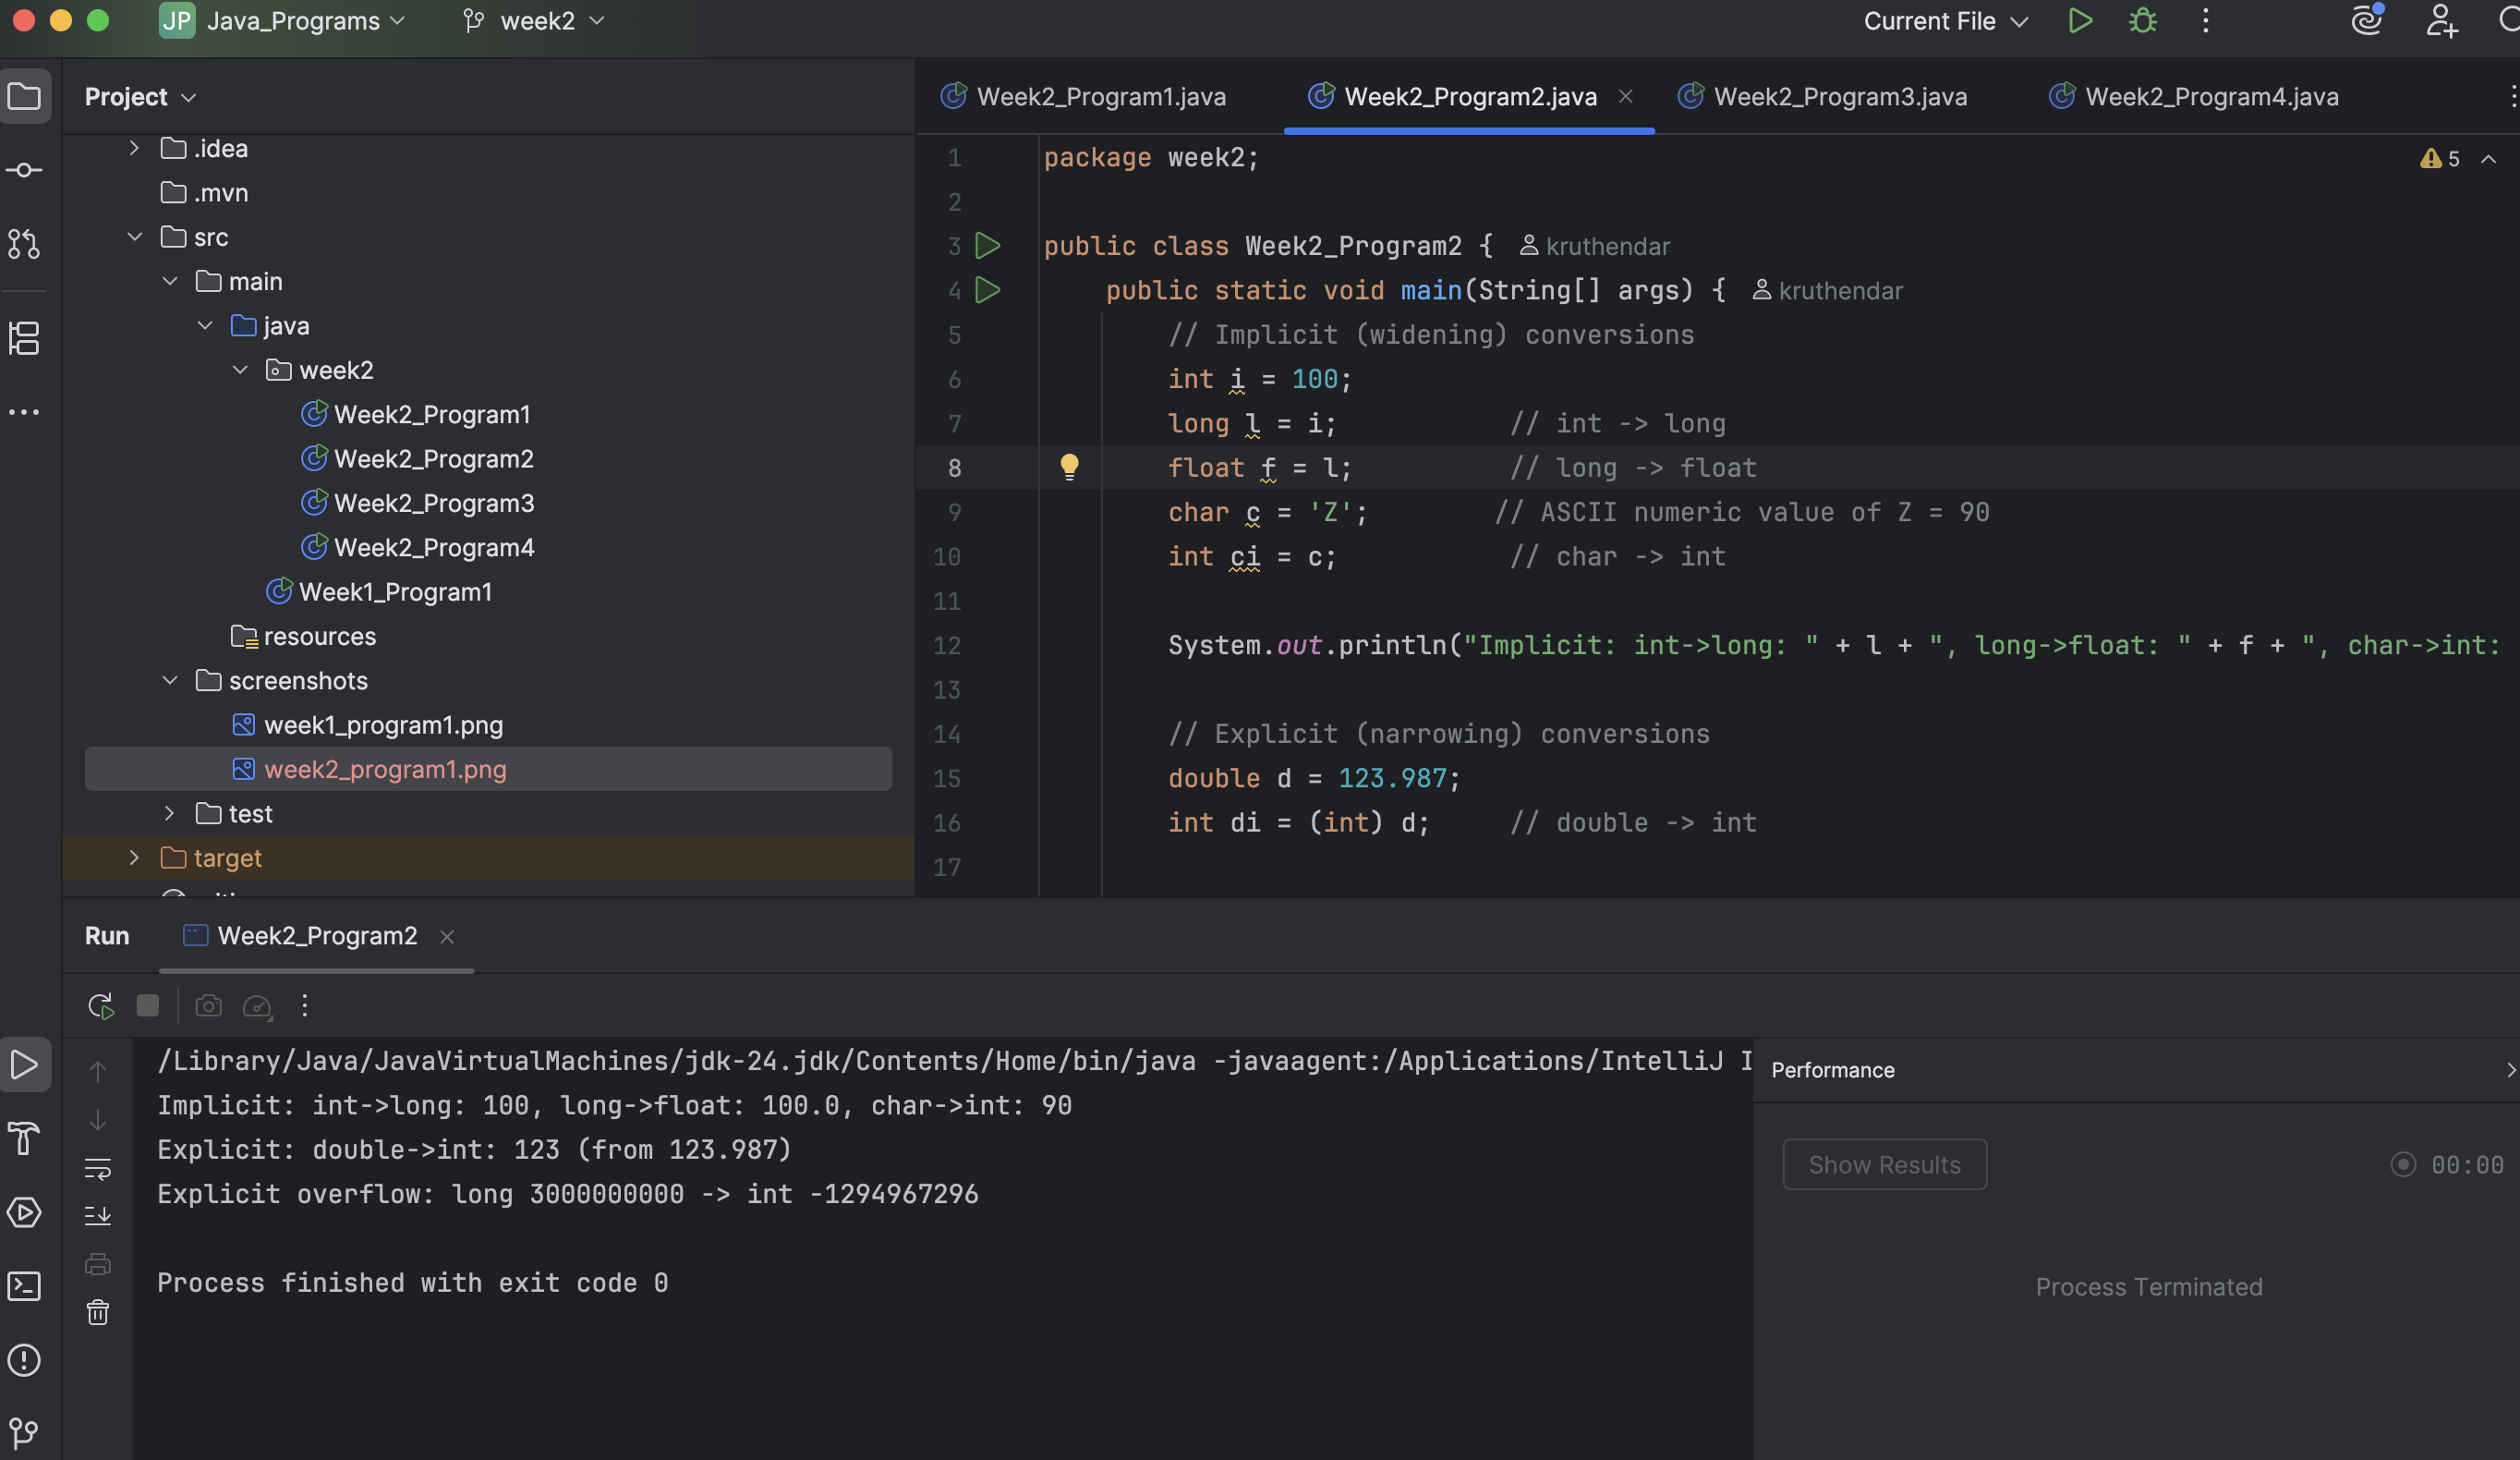 JP Java_Programs week2 Current File
Project
.idea
.mvn
src
main
java
week2
Week2_Program1
Week2_Program2
Week2_Program3
Week2_Program4
Week1_Program1
resources
screenshots
week1_program1.png
week2_program1.png
test
target
Week2_Program1.java Week2_Program2.java Week2_Program3.java Week2_Program4.java
5
1 package week2;
2
3 public class Week2_Program2 { kruthendar
4 public static void main(String[] args) { kruthendar
5 // Implicit (widening) conversions
6 int i = 100;
7 long l = i; // int -> long
8 float f = l; // long -> float
9 char c = 'Z'; // ASCII numeric value of Z = 90
10 int ci = c; // char -> int
11
12 System.out.println("Implicit: int->long: " + l + ", long->float: " + f + ", char->int:
13
14 // Explicit (narrowing) conversions
15 double d = 123.987;
16 int di = (int) d; // double -> int
17
Run Week2_Program2
/Library/Java/JavaVirtualMachines/jdk-24.jdk/Contents/Home/bin/java -javaagent:/Applications/IntelliJ I
Implicit: int->long: 100, long->float: 100.0, char->int: 90
Explicit: double->int: 123 (from 123.987)
Explicit overflow: long 3000000000 -> int -1294967296
Process finished with exit code 0
Performance
Show Results 00:00
Process Terminated